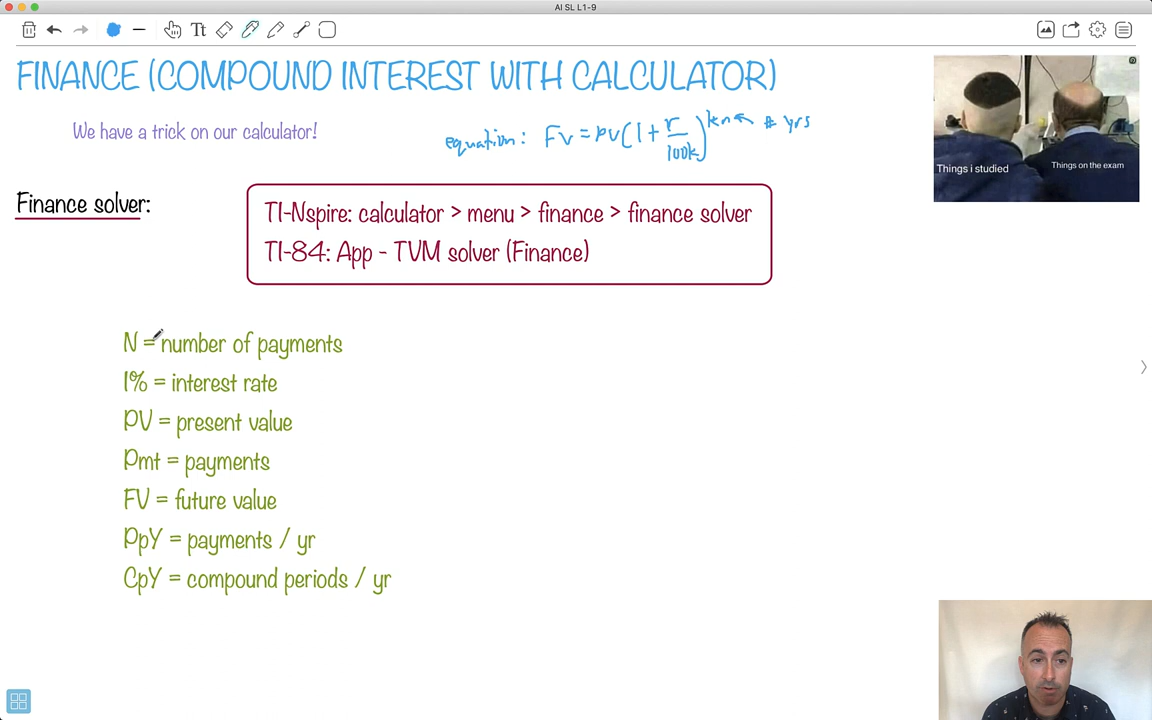 AI SL L1-9
Tt
FINANCE (COMPOUND INTEREST WITH CALCULATOR)
We have a trick on our calculator!
equation: FV = PV(1 + r/100k)^kn ← # yrs
Things i studied
Things on the exam
Finance solver:
TI-Nspire: calculator > menu > finance > finance solver
TI-84: App - TVM solver (Finance)
N = number of payments
I% = interest rate
PV = present value
Pmt = payments
FV = future value
PpY = payments / yr
CpY = compound periods / yr